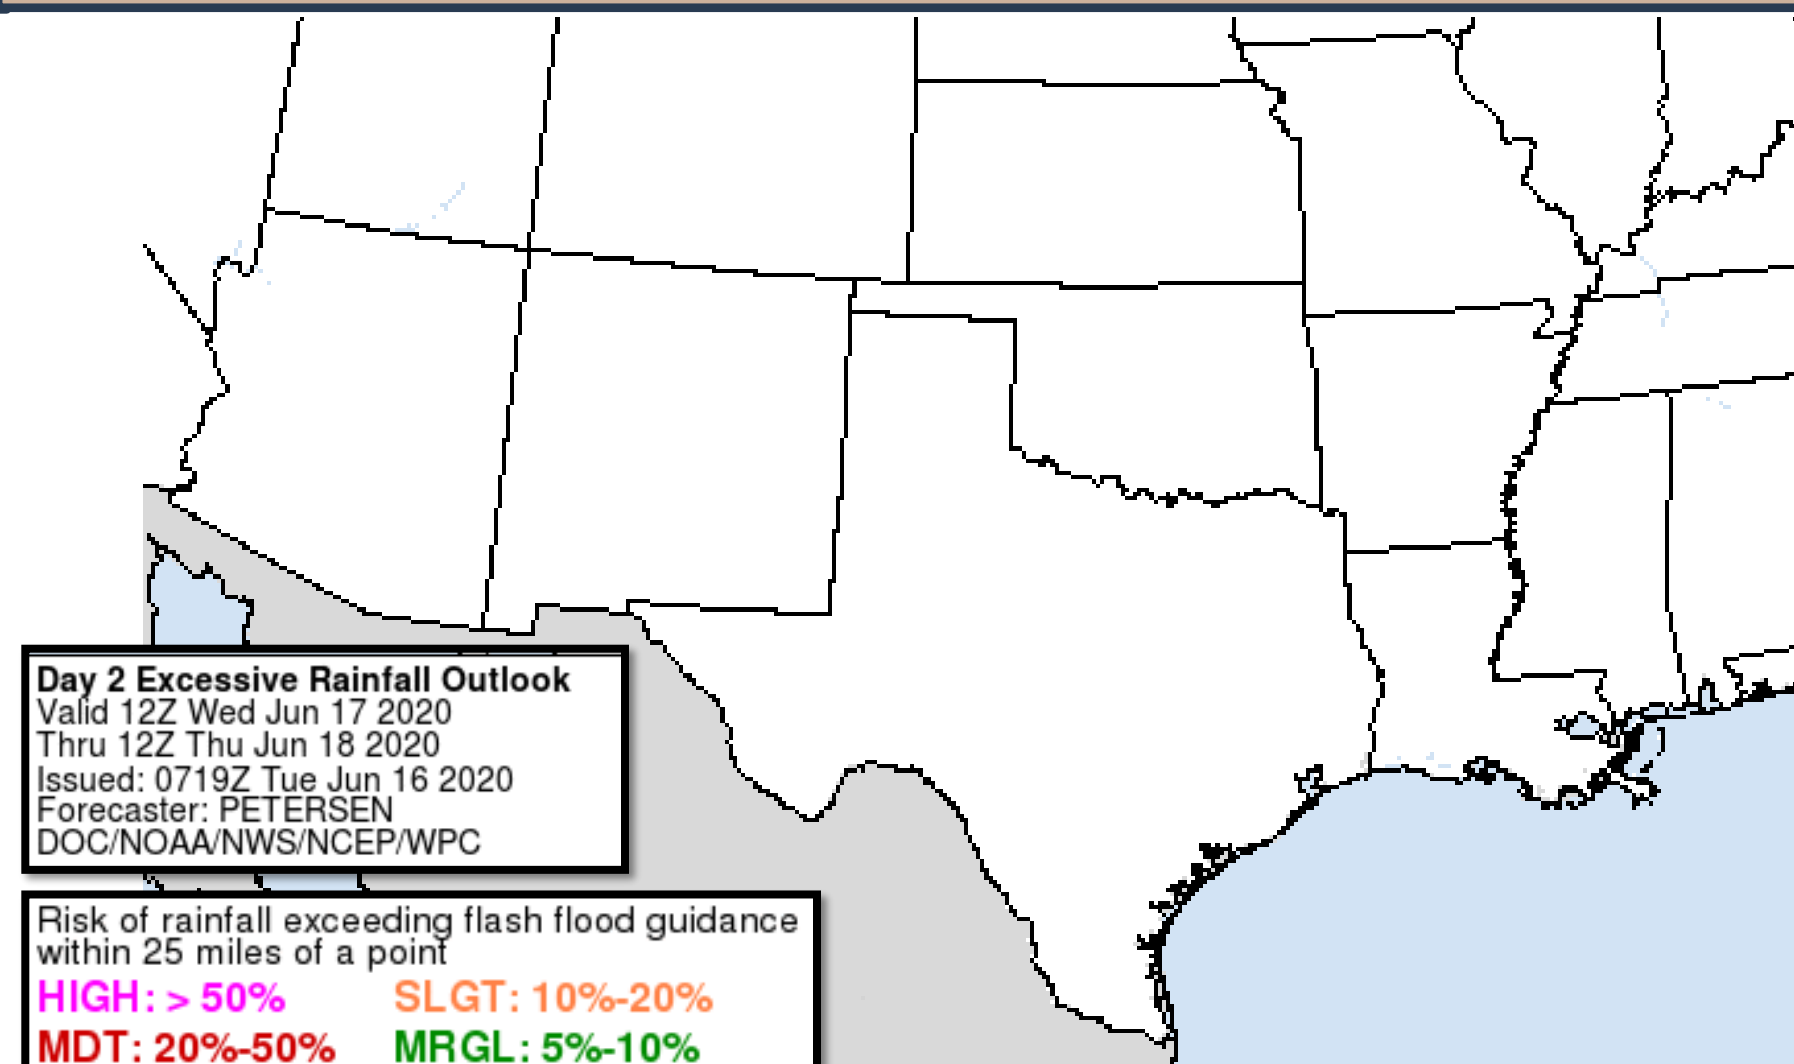 Day 2 Excessive Rainfall Outlook
Valid 12Z Wed Jun 17 2020
Thru 12Z Thu Jun 18 2020
Issued: 0719Z Tue Jun 16 2020
Forecaster: PETERSEN
DOC/NOAA/NWS/NCEP/WPC
Risk of rainfall exceeding flash flood guidance
within 25 miles of a point
HIGH: > 50% SLGT: 10%-20%
MDT: 20%-50% MRGL: 5%-10%